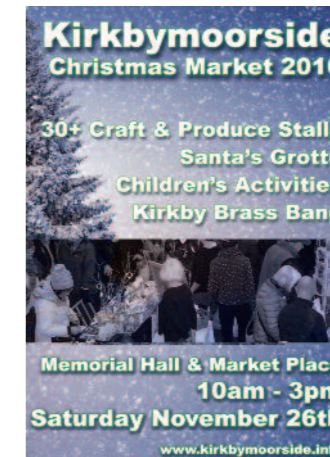 Kirkbymoorside
Christmas Market 2016
30+ Craft & Produce Stall
Santa's Grott
Children's Activitie
Kirkby Brass Ban
Memorial Hall & Market Plac
10am - 3pm
Saturday November 26th
www.kirkbymoorside.in